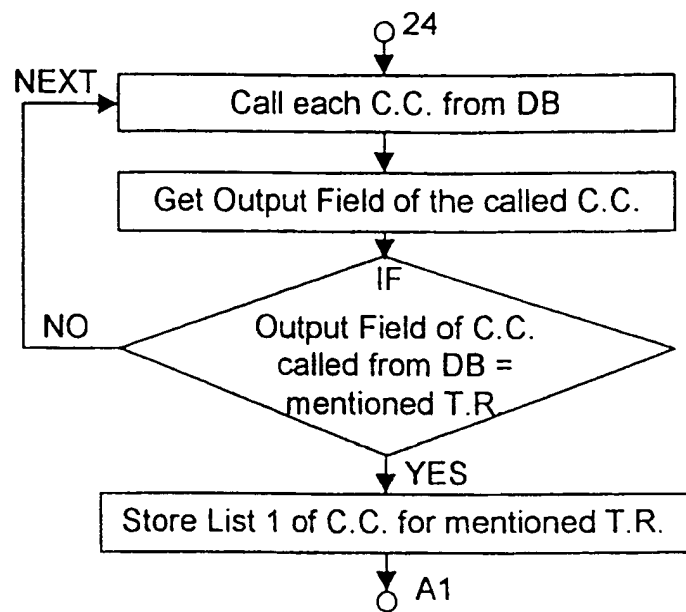 24
NEXT
Call each C.C. from DB
Get Output Field of the called C.C.
IF
NO
Output Field of C.C.
called from DB =
mentioned T.R.
YES
Store List 1 of C.C. for mentioned T.R.
A1